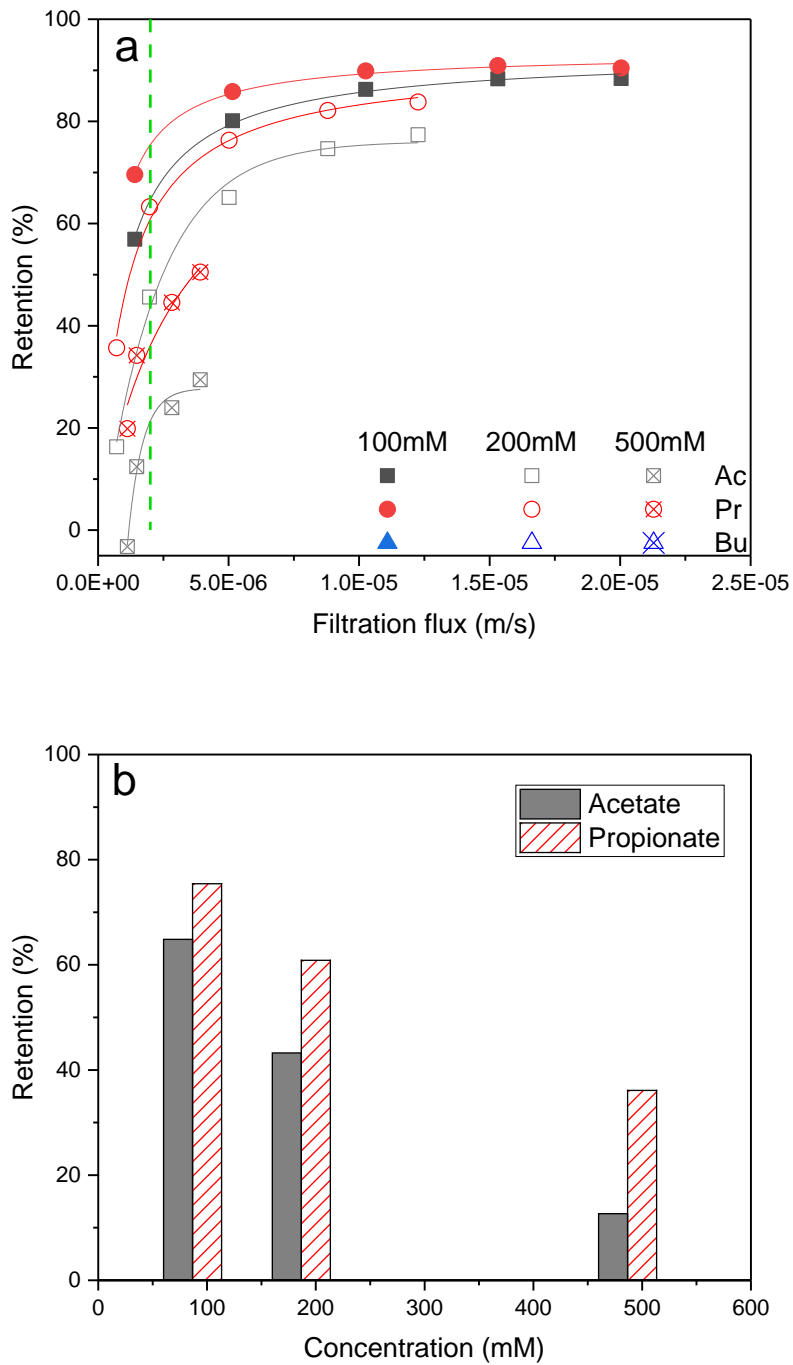 a
100
80
60
40
20
0
Retention (%)
100mM 200mM 500mM
Ac
Pr
Bu
0.0E+00 5.0E-06 1.0E-05 1.5E-05 2.0E-05 2.5E-05
Filtration flux (m/s)
b
100
80
60
40
20
0
Retention (%)
Acetate
Propionate
0 100 200 300 400 500 600
Concentration (mM)